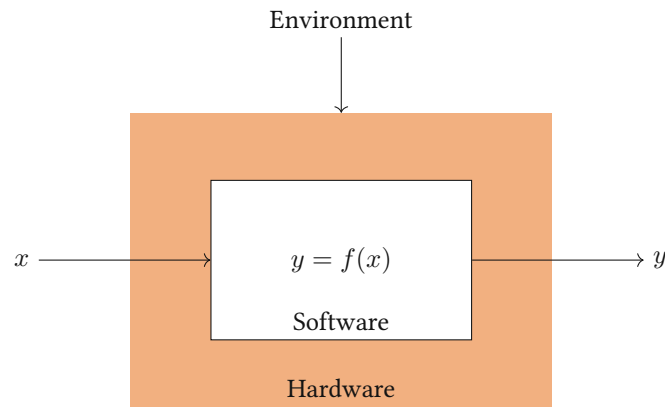 Environment
x
y = f(x)
y
Software
Hardware